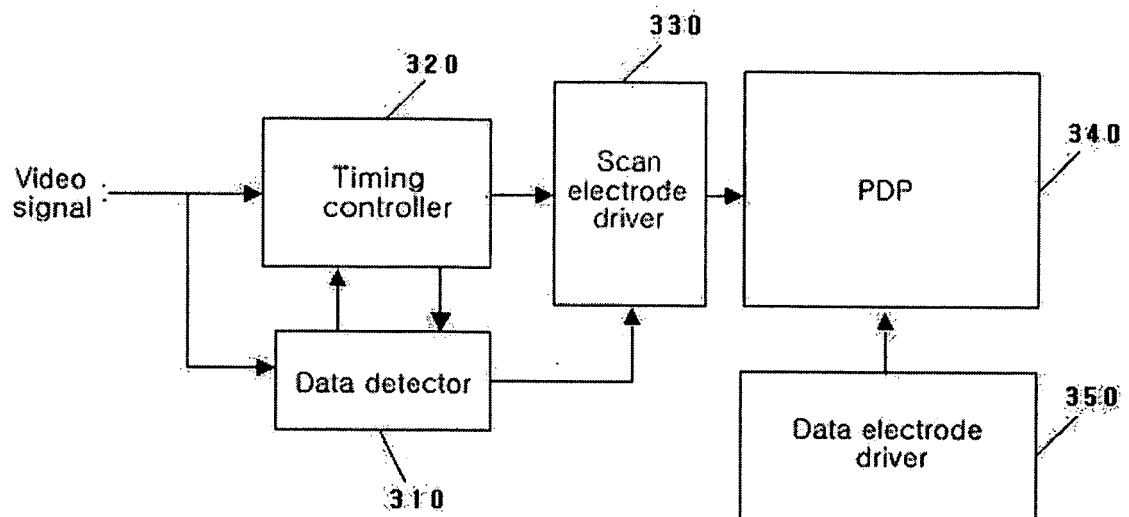 330
320
340
Video
signal
Timing
controller
Scan
electrode
driver
PDP
Data detector
350
Data electrode
driver
310